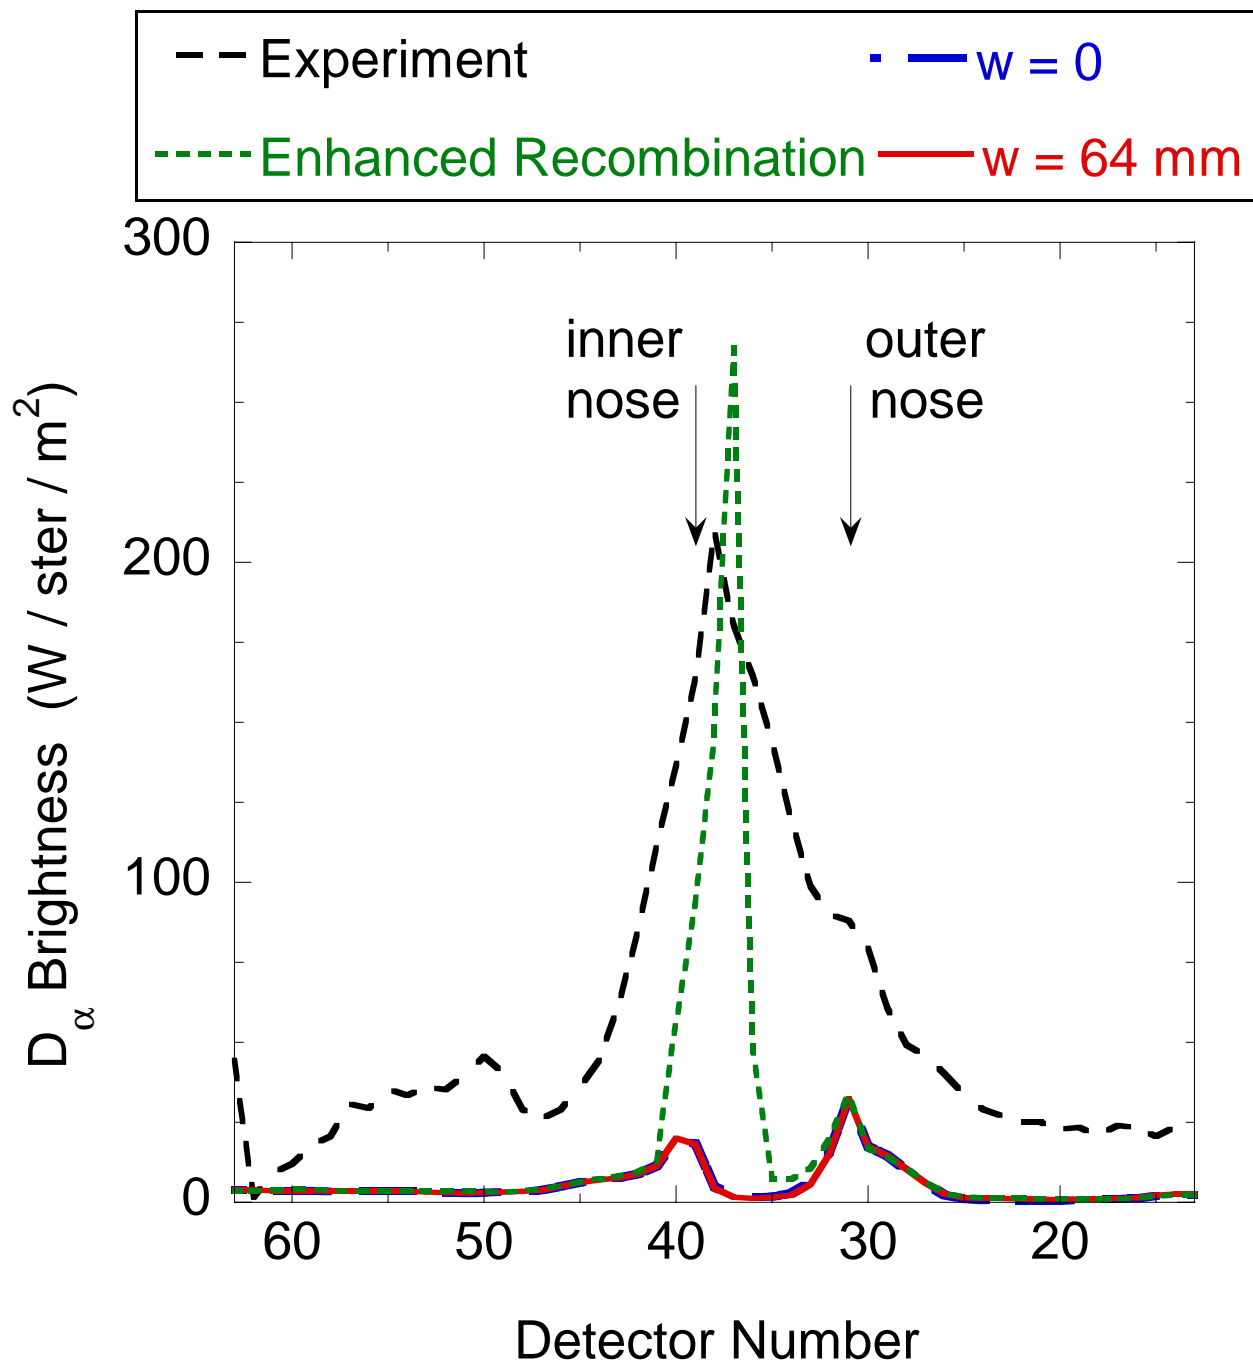 Experiment
w = 0
Enhanced Recombination
w = 64 mm
300
inner
nose
outer
nose
200
100
0
60
50
40
30
20
D_α Brightness (W / ster / m²)
Detector Number